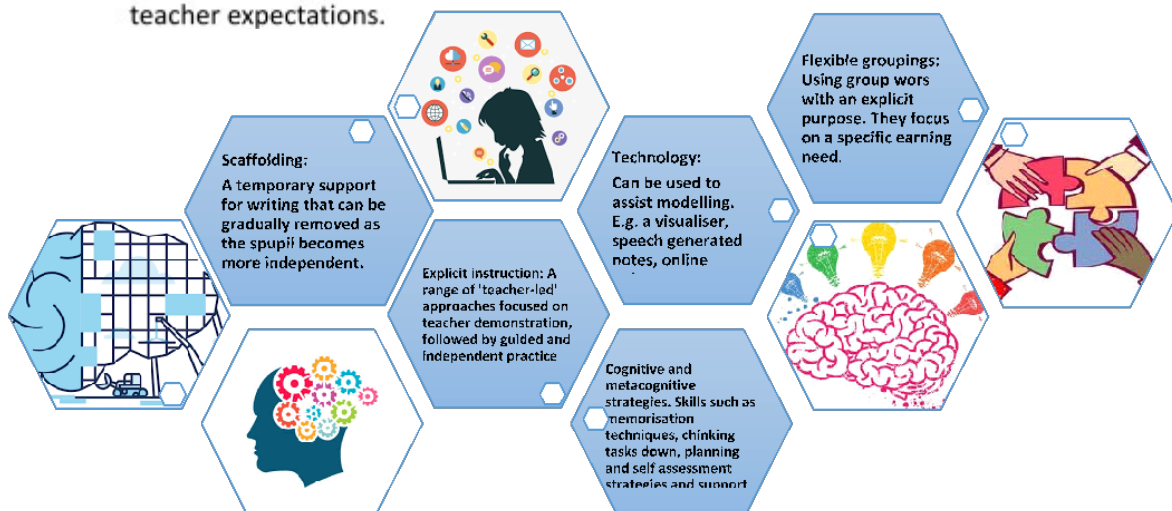 teacher expectations.
Scaffolding:
A temporary support
for writing that can be
gradually removed as
the spupil becomes
more independent.
Explicit instruction: A
range of 'teacher-led'
approaches focused on
teacher demonstration,
followed by guided and
independent practice
Technology:
Can be used to
assist modelling.
E.g. a visualiser,
speech generated
notes, online
Cognitive and
metacognitive
strategies. Skills such as
memorisation
techniques, chinking
tasks down, planning
and self assessment
strategies and support
Flexible groupings:
Using group wors
with an explicit
purpose. They focus
on a specific earning
need.